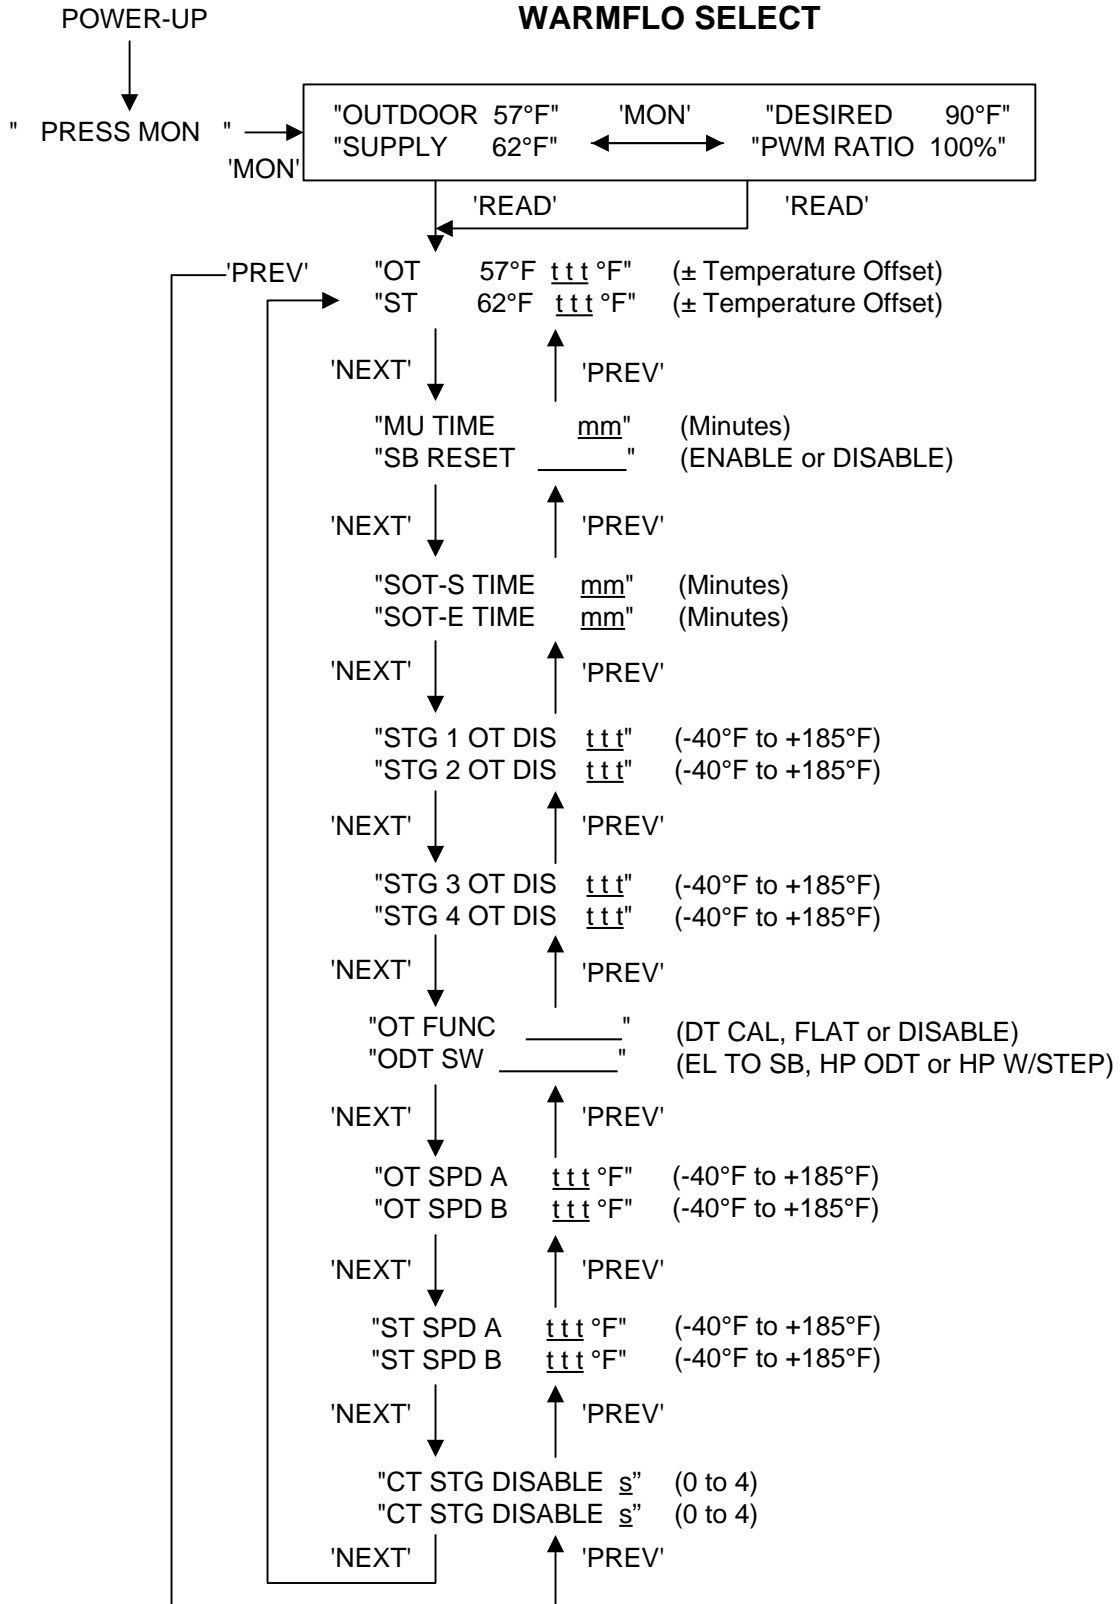 POWER-UP
WARMFLO SELECT
" PRESS MON "
'MON'
"OUTDOOR 57°F" 'MON' "DESIRED 90°F"
"SUPPLY 62°F" "PWM RATIO 100%"
'READ' 'READ'
'PREV' "OT 57°F t t t °F" (± Temperature Offset)
"ST 62°F t t t °F" (± Temperature Offset)
'NEXT' 'PREV'
"MU TIME mm" (Minutes)
"SB RESET ______" (ENABLE or DISABLE)
'NEXT' 'PREV'
"SOT-S TIME mm" (Minutes)
"SOT-E TIME mm" (Minutes)
'NEXT' 'PREV'
"STG 1 OT DIS t t t" (-40°F to +185°F)
"STG 2 OT DIS t t t" (-40°F to +185°F)
'NEXT' 'PREV'
"STG 3 OT DIS t t t" (-40°F to +185°F)
"STG 4 OT DIS t t t" (-40°F to +185°F)
'NEXT' 'PREV'
"OT FUNC ______" (DT CAL, FLAT or DISABLE)
"ODT SW ________" (EL TO SB, HP ODT or HP W/STEP)
'NEXT' 'PREV'
"OT SPD A t t t °F" (-40°F to +185°F)
"OT SPD B t t t °F" (-40°F to +185°F)
'NEXT' 'PREV'
"ST SPD A t t t °F" (-40°F to +185°F)
"ST SPD B t t t °F" (-40°F to +185°F)
'NEXT' 'PREV'
"CT STG DISABLE s” (0 to 4)
"CT STG DISABLE s” (0 to 4)
'NEXT' 'PREV'